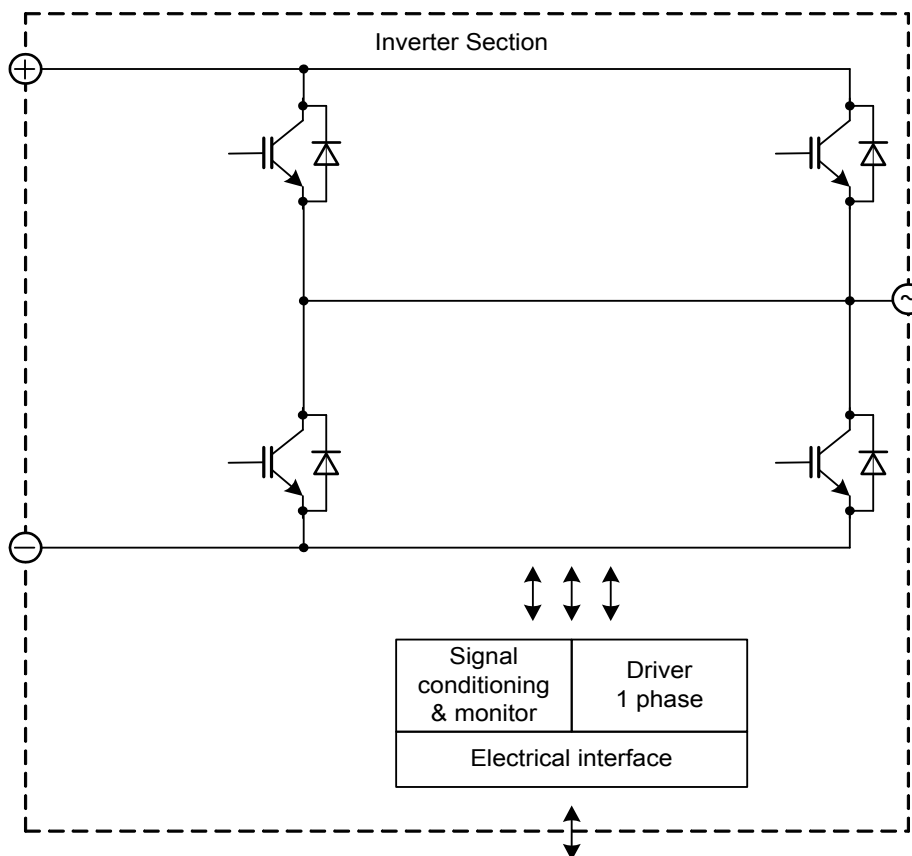 Inverter Section
+
−
~
Signal
conditioning
& monitor
Driver
1 phase
Electrical interface